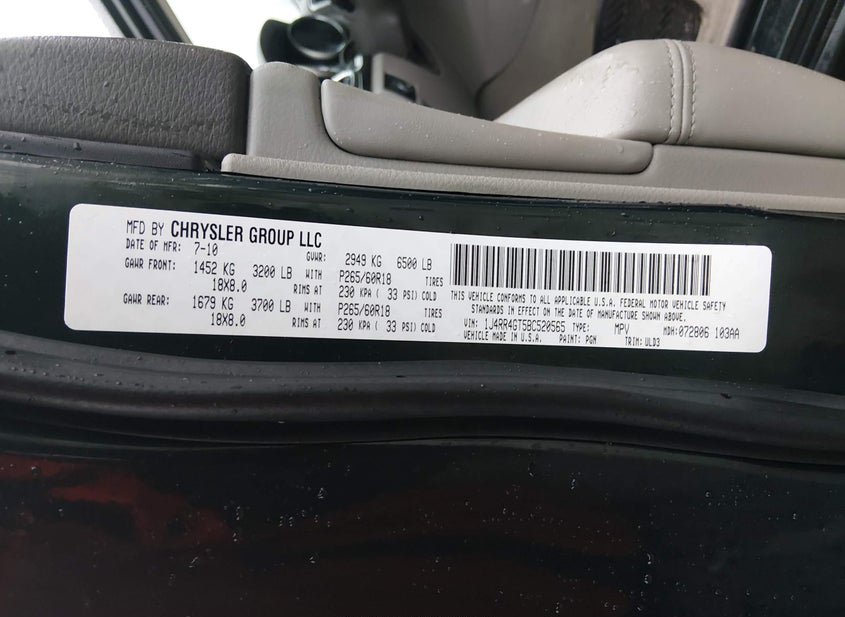 MFD BY CHRYSLER GROUP LLC
DATE OF MFR: 7-10 GVWR: 2949 KG 6500 LB
GAWR FRONT: 1452 KG 3200 LB WITH P265/60R18 TIRES
18X8.0 RIMS AT 230 KPA ( 33 PSI) COLD
GAWR REAR: 1679 KG 3700 LB WITH P265/60R18 TIRES
18X8.0 RIMS AT 230 KPA ( 33 PSI) COLD
THIS VEHICLE CONFORMS TO ALL APPLICABLE U.S.A. FEDERAL MOTOR VEHICLE SAFETY
STANDARDS IN EFFECT ON THE DATE OF MANUFACTURE SHOWN ABOVE.
VIN: 1J4RR4GT5BC520565 TYPE: MPV MDH: 072806 103AA
VEHICLE MADE IN U.S.A. PAINT: PGN TRIM: ULD3